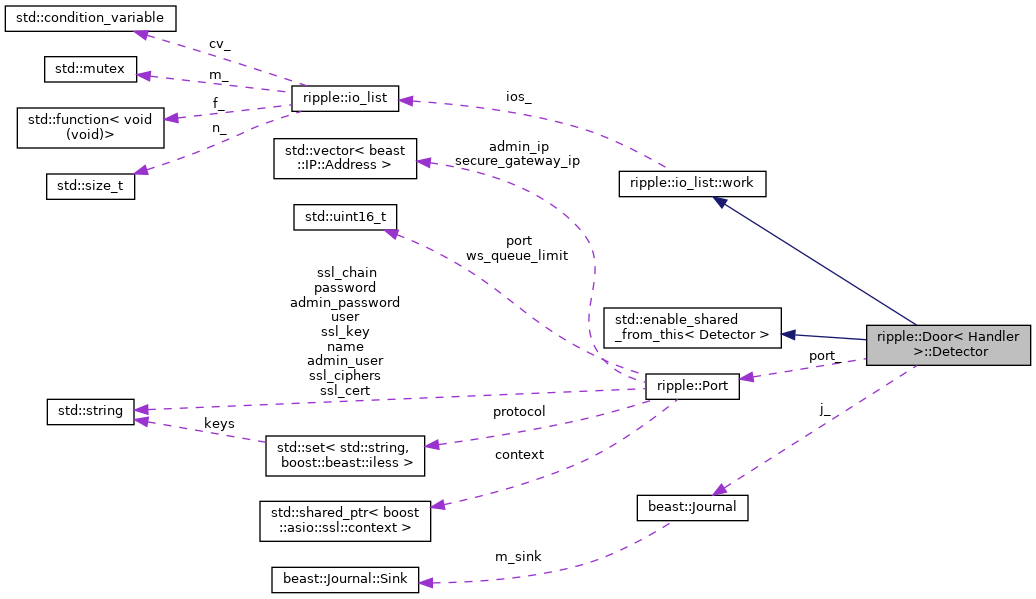 std::condition_variable
cv_
std::mutex
m_
ripple::io_list
ios_
std::function< void
(void)>
f_
n_
std::size_t
std::vector< beast
::IP::Address >
admin_ip
secure_gateway_ip
ripple::io_list::work
std::uint16_t
port
ws_queue_limit
ssl_chain
password
admin_password
user
ssl_key
name
admin_user
ssl_ciphers
ssl_cert
std::enable_shared
_from_this< Detector >
ripple::Door< Handler
>::Detector
port_
ripple::Port
std::string
keys
protocol
j_
std::set< std::string,
boost::beast::iless >
context
std::shared_ptr< boost
::asio::ssl::context >
beast::Journal
m_sink
beast::Journal::Sink